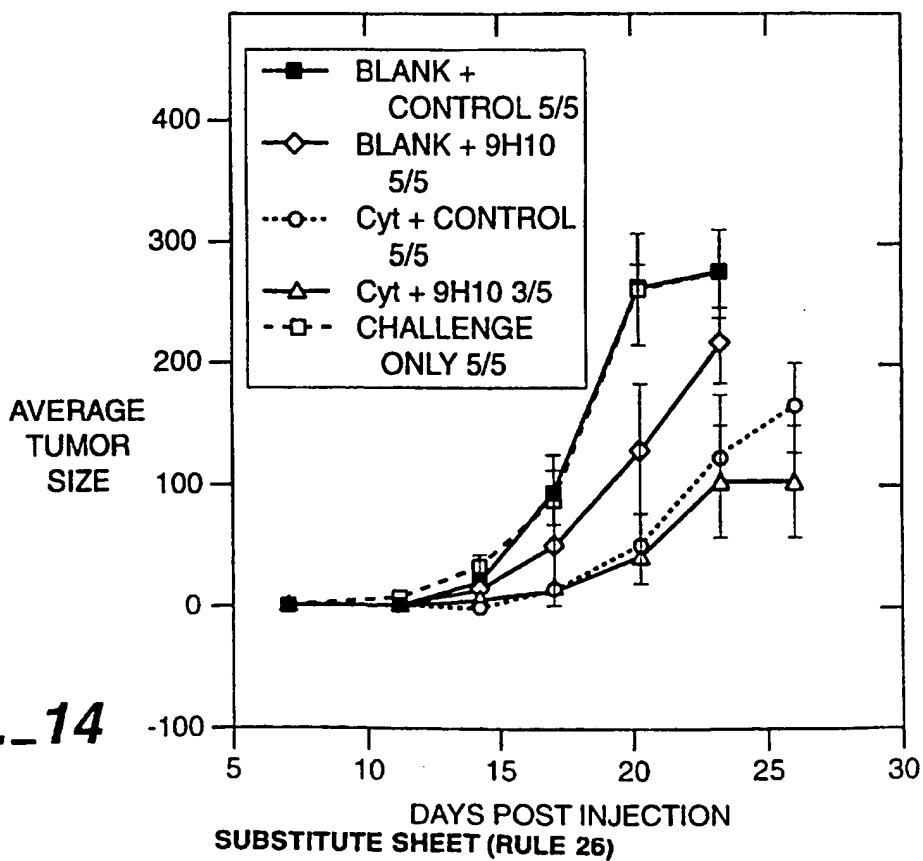 400
300
200
100
0
-100
AVERAGE
TUMOR
SIZE
BLANK +
CONTROL 5/5
BLANK + 9H10
5/5
Cyt + CONTROL
5/5
Cyt + 9H10 3/5
CHALLENGE
ONLY 5/5
._14
5 10 15 20 25 30
DAYS POST INJECTION
SUBSTITUTE SHEET (RULE 26)